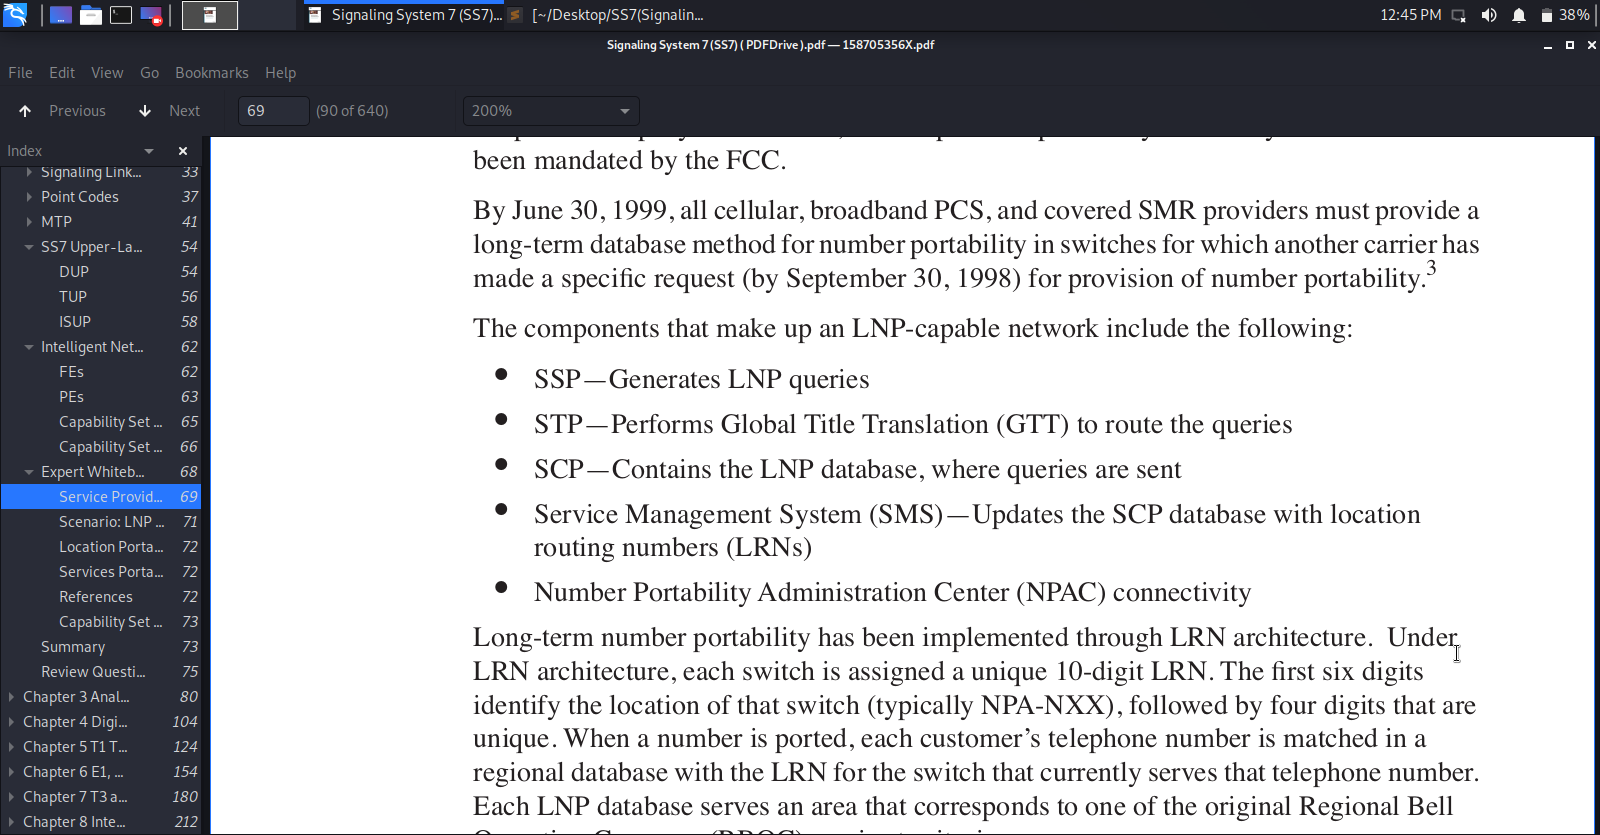 Signaling System 7 (SS7)...
[~/Desktop/SS7(Signalin...
12:45 PM
38%
Signaling System 7 (SS7) ( PDFDrive ).pdf — 158705356X.pdf
File Edit View Go Bookmarks Help
Previous Next 69 (90 of 640) 200%
Index
Signaling Link... 33
Point Codes 37
MTP 41
SS7 Upper-La... 54
DUP 54
TUP 56
ISUP 58
Intelligent Net... 62
FEs 62
PEs 63
Capability Set ... 65
Capability Set ... 66
Expert Whiteb... 68
Service Provid... 69
Scenario: LNP ... 71
Location Porta... 72
Services Porta... 72
References 72
Capability Set ... 73
Summary 73
Review Questi... 75
Chapter 3 Anal... 80
Chapter 4 Digi... 104
Chapter 5 T1 T... 124
Chapter 6 E1, ... 154
Chapter 7 T3 a... 180
Chapter 8 Inte... 212
been mandated by the FCC.
By June 30, 1999, all cellular, broadband PCS, and covered SMR providers must provide a
long-term database method for number portability in switches for which another carrier has
made a specific request (by September 30, 1998) for provision of number portability.3
The components that make up an LNP-capable network include the following:
• SSP—Generates LNP queries
• STP—Performs Global Title Translation (GTT) to route the queries
• SCP—Contains the LNP database, where queries are sent
• Service Management System (SMS)—Updates the SCP database with location
routing numbers (LRNs)
• Number Portability Administration Center (NPAC) connectivity
Long-term number portability has been implemented through LRN architecture. Under
LRN architecture, each switch is assigned a unique 10-digit LRN. The first six digits
identify the location of that switch (typically NPA-NXX), followed by four digits that are
unique. When a number is ported, each customer's telephone number is matched in a
regional database with the LRN for the switch that currently serves that telephone number.
Each LNP database serves an area that corresponds to one of the original Regional Bell